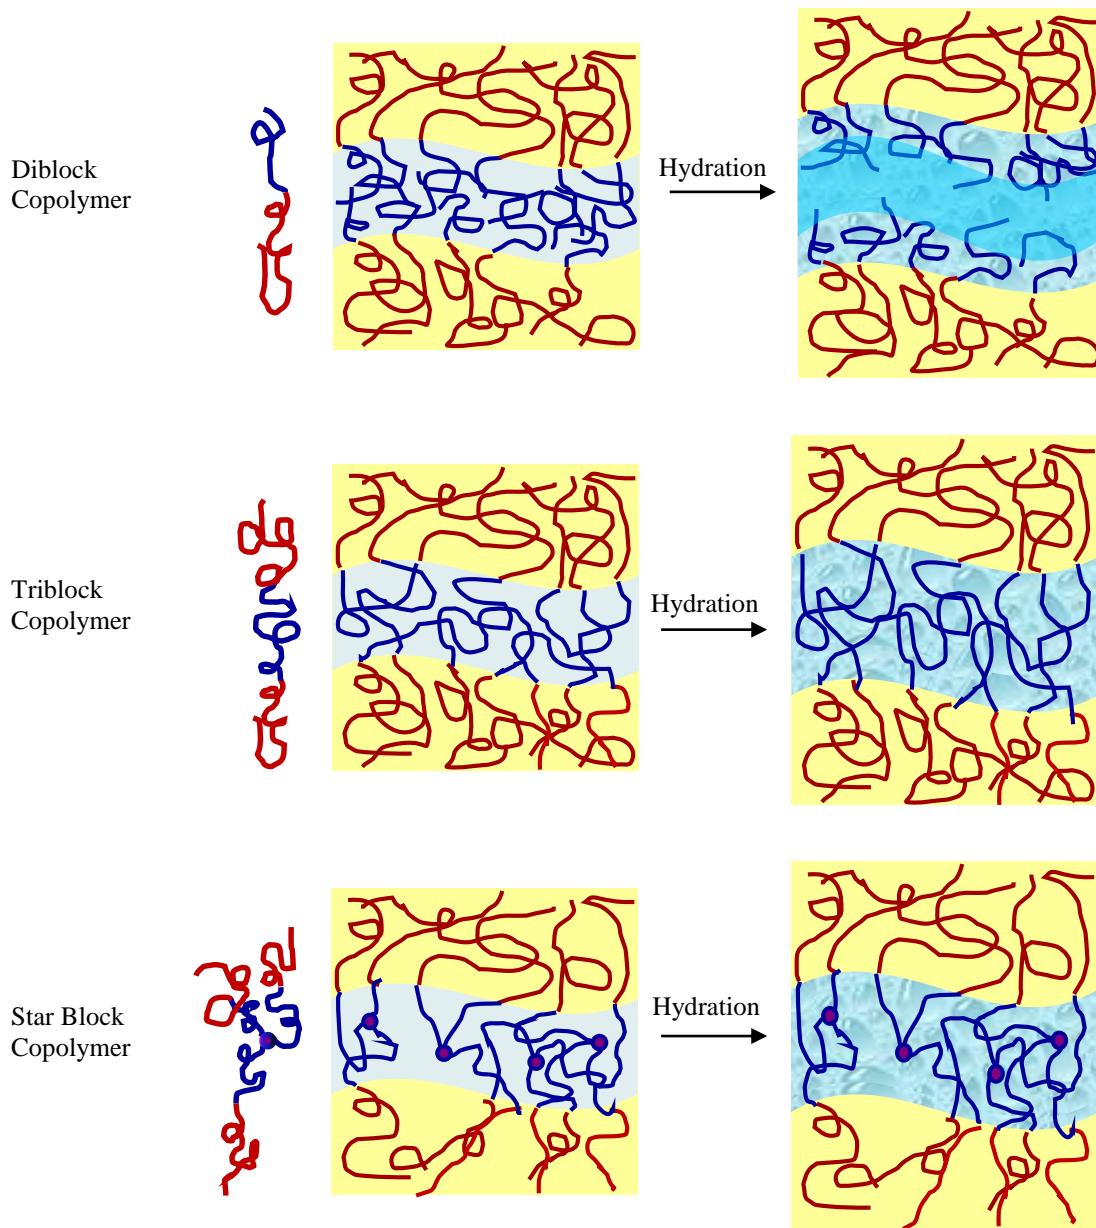 Diblock
Copolymer
Hydration
Triblock
Copolymer
Hydration
Star Block
Copolymer
Hydration